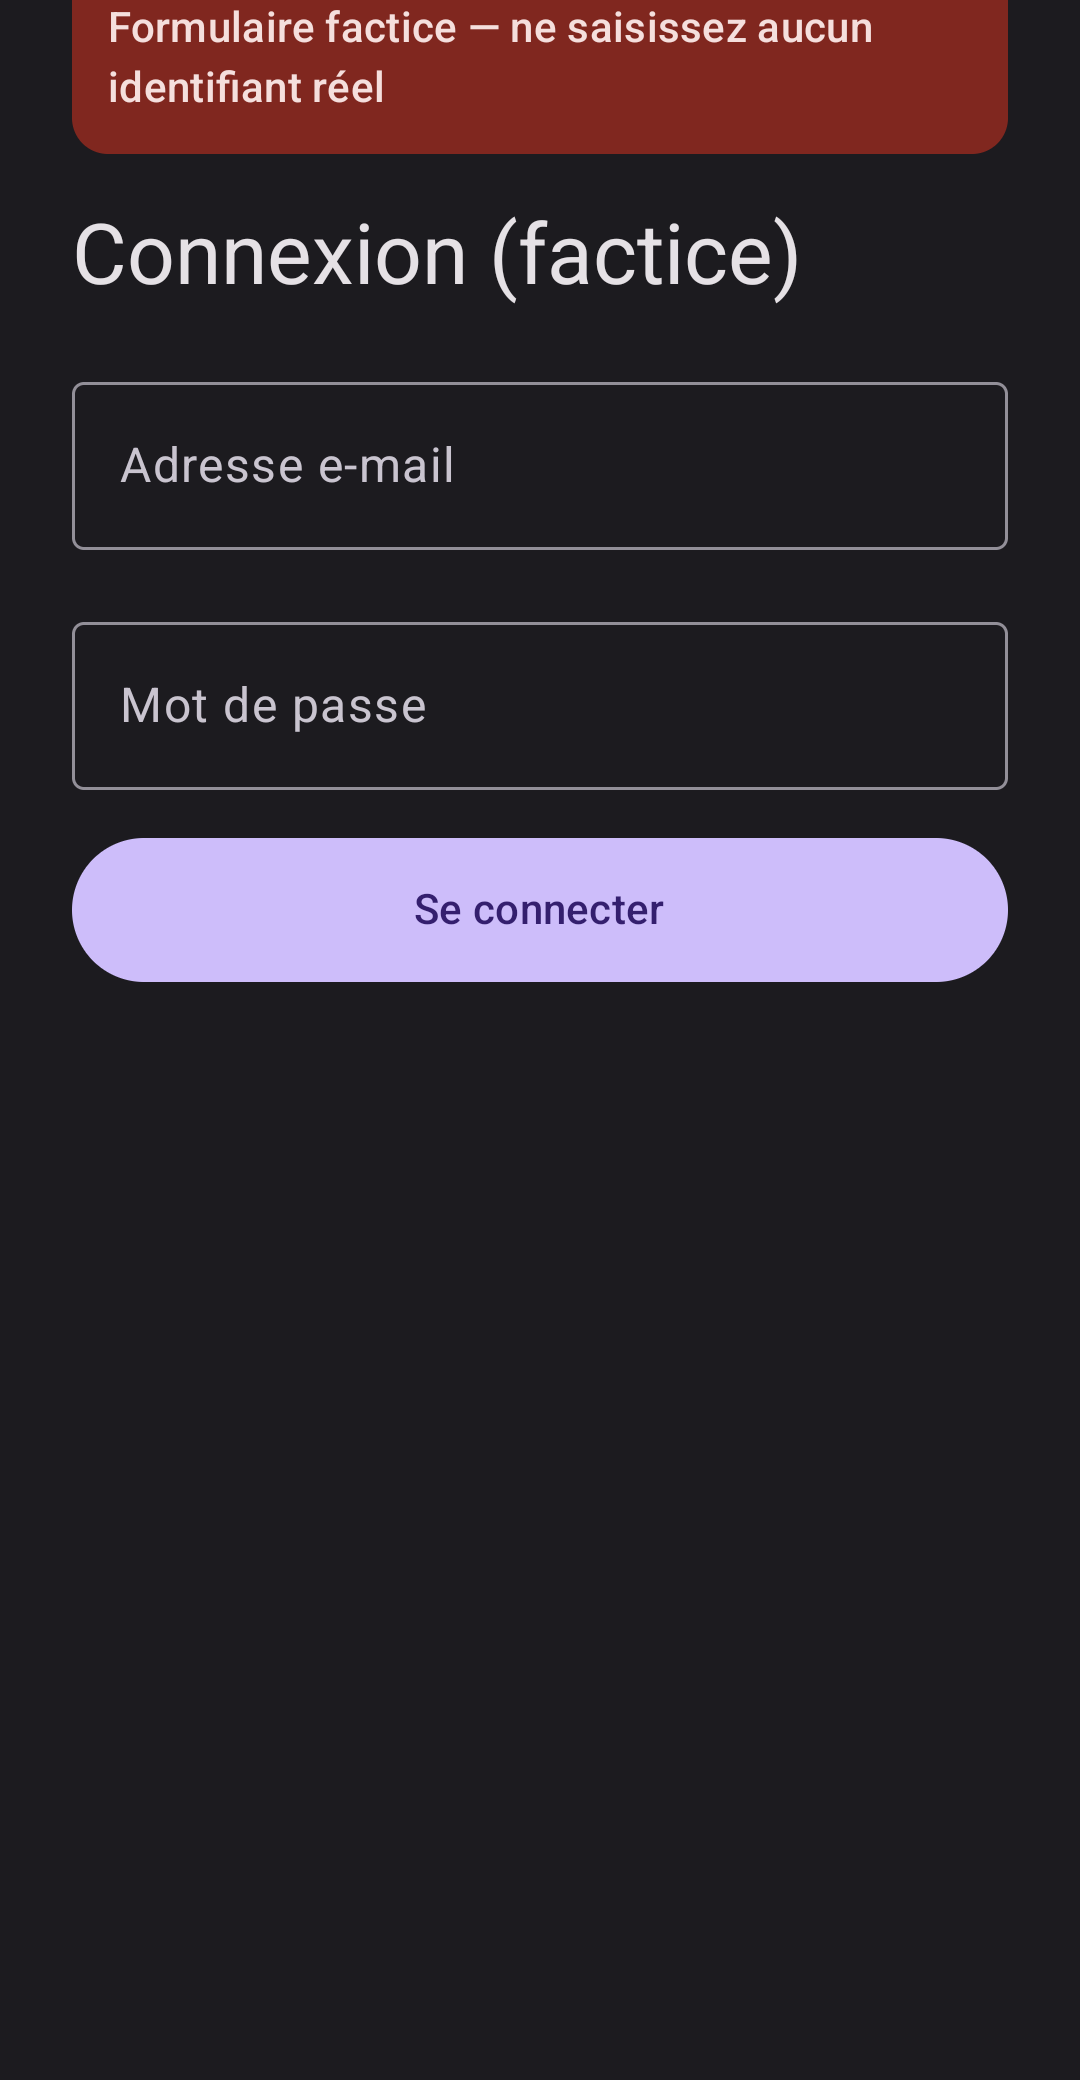 Formulaire factice — ne saisissez aucun
identifiant réel
Connexion (factice)
Adresse e-mail
Mot de passe
Se connecter